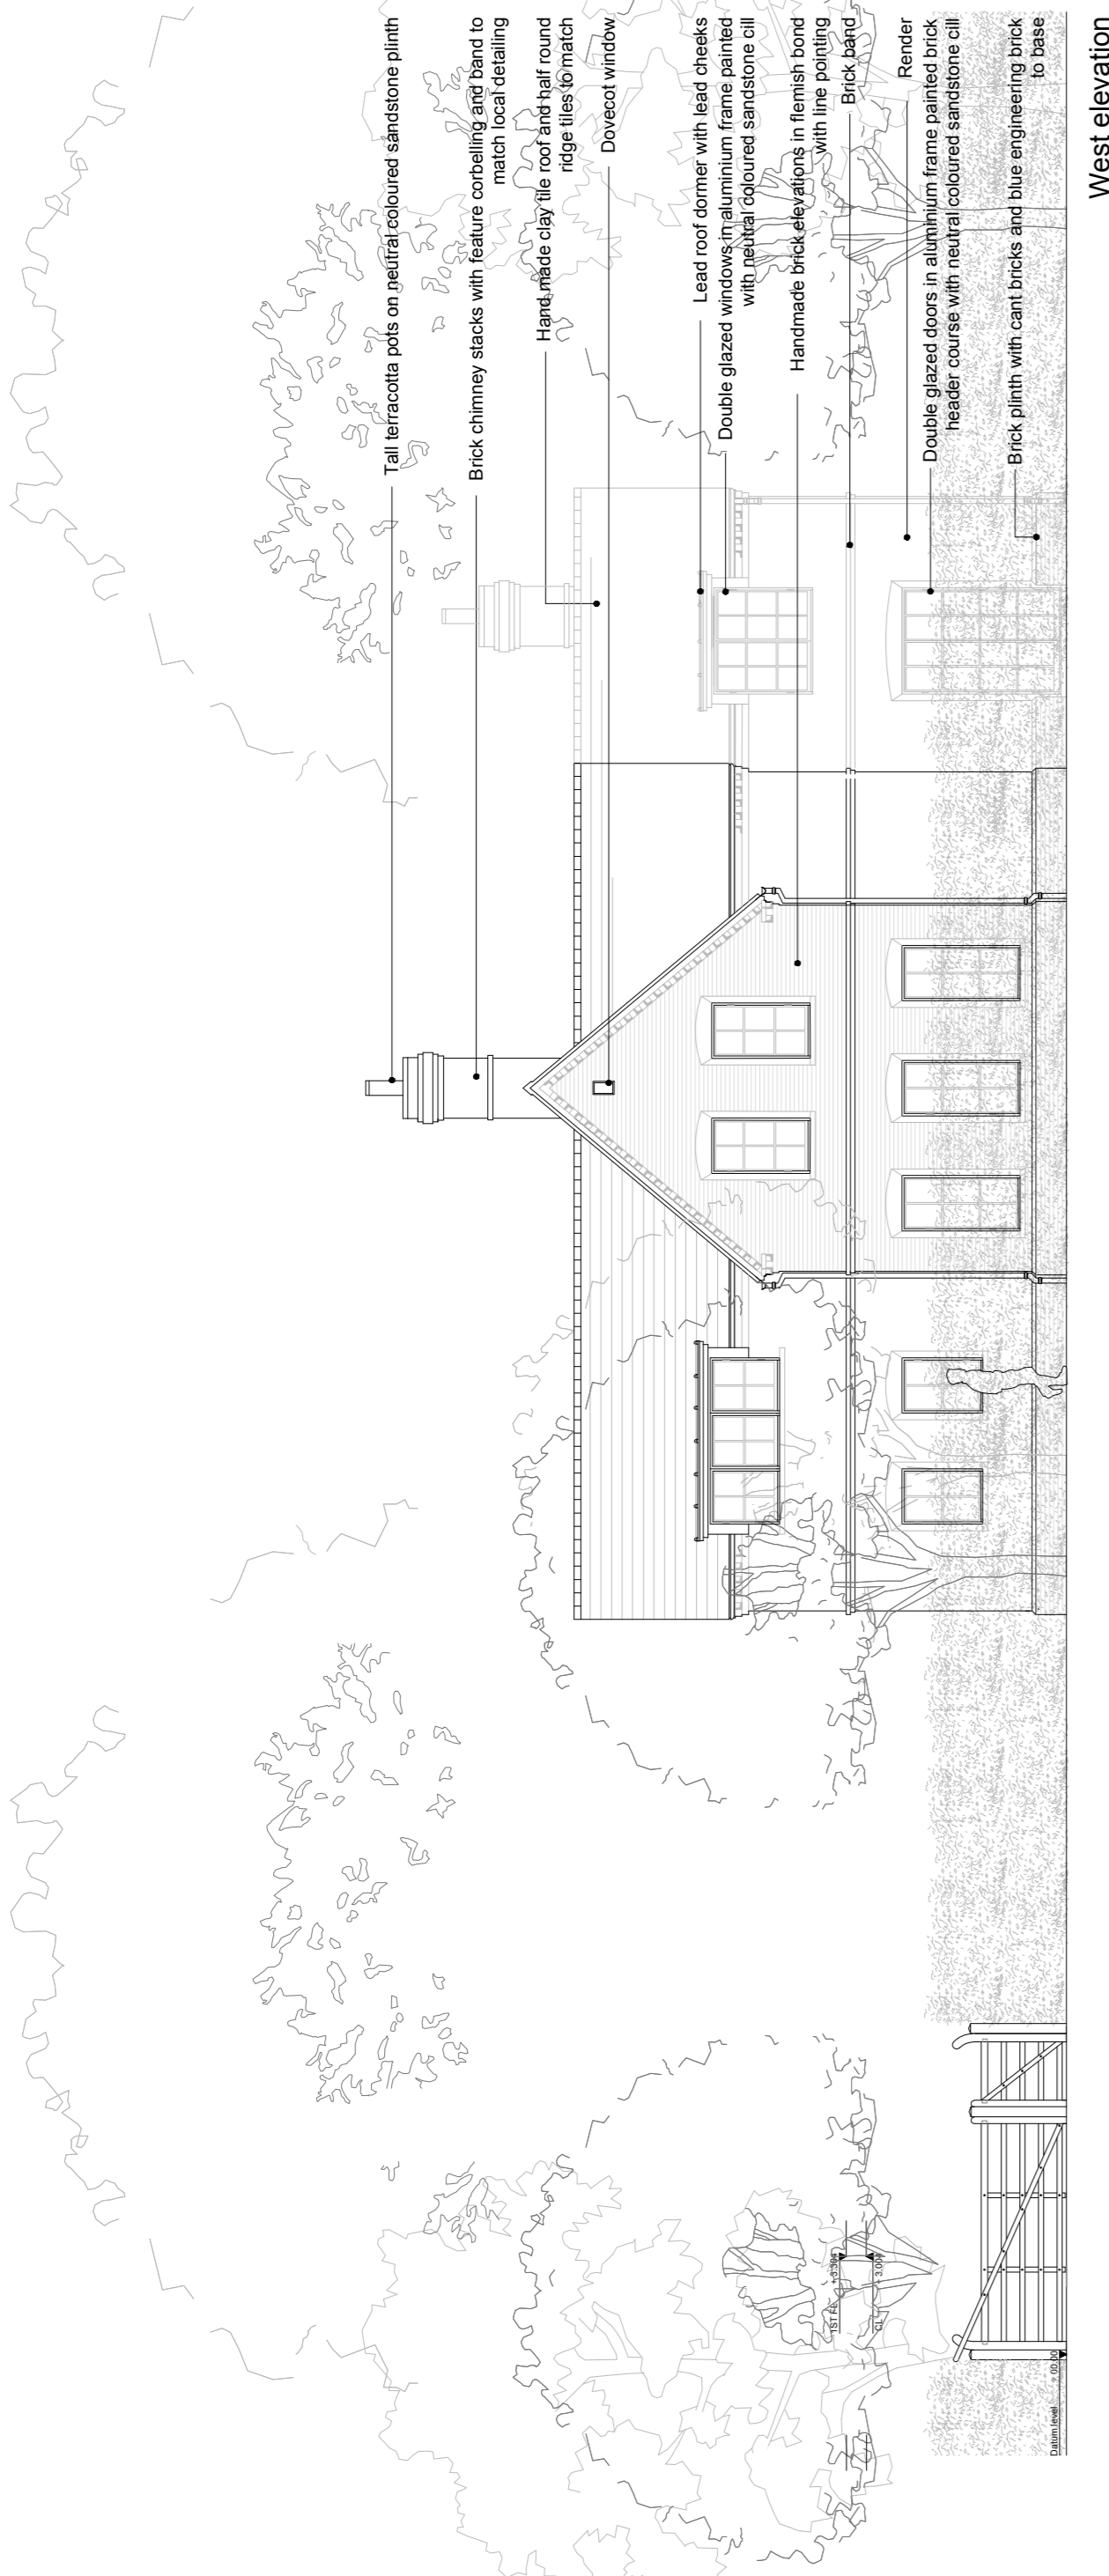 Tall terracotta pots on neutral coloured sandstone plinth
Brick chimney stacks with feature corbelling and band to
match local detailing
Hand made clay tile roof and half round
ridge tiles to match
Dovecot window
Lead roof dormer with lead cheeks
Double glazed windows in aluminium frame painted
with neutral coloured sandstone cill
Handmade brick elevations in flemish bond
with line pointing
Brick band
Render
Double glazed doors in aluminium frame painted brick
header course with neutral coloured sandstone cill
Brick plinth with cant bricks and blue engineering brick
to base
1ST FL
CL
Datum level
00.00
West elevation